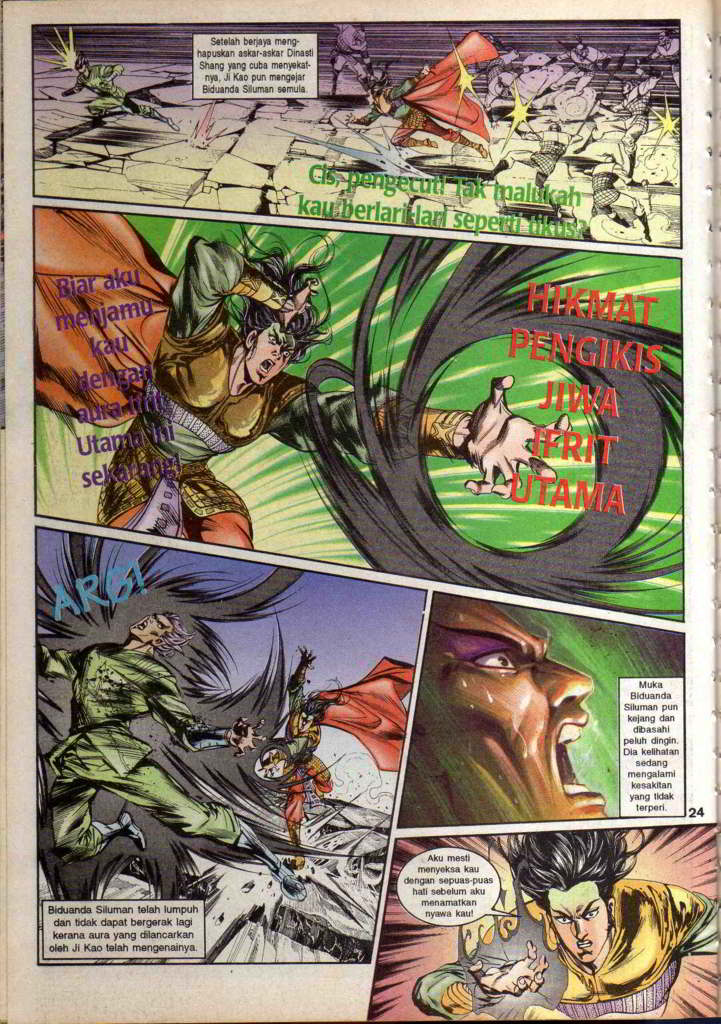 Setelah berjaya meng-
hapuskan askar-askar Dinasti
Shang yang cuba menyekat-
nya, Ji Kao pun mengejar
Biduanda Siluman semula.
Cis, pengecut! Tak malukah
kau berlari-lari seperti tikus?
Biar aku
menjamu
kau
dengan
aura Ifrit
Utama ini
sekarang!
HIKMAT
PENGIKIS
JIWA
IFRIT
UTAMA
ARG!
Biduanda Siluman telah lumpuh
dan tidak dapat bergerak lagi
kerana aura yang dilancarkan
oleh Ji Kao telah mengenainya.
Muka
Biduanda
Siluman pun
kejang dan
dibasahi
peluh dingin.
Dia kelihatan
sedang
mengalami
kesakitan
yang tidak
terperi.
24
Aku mesti
menyeksa kau
dengan sepuas-puas
hati sebelum aku
menamatkan
nyawa kau!